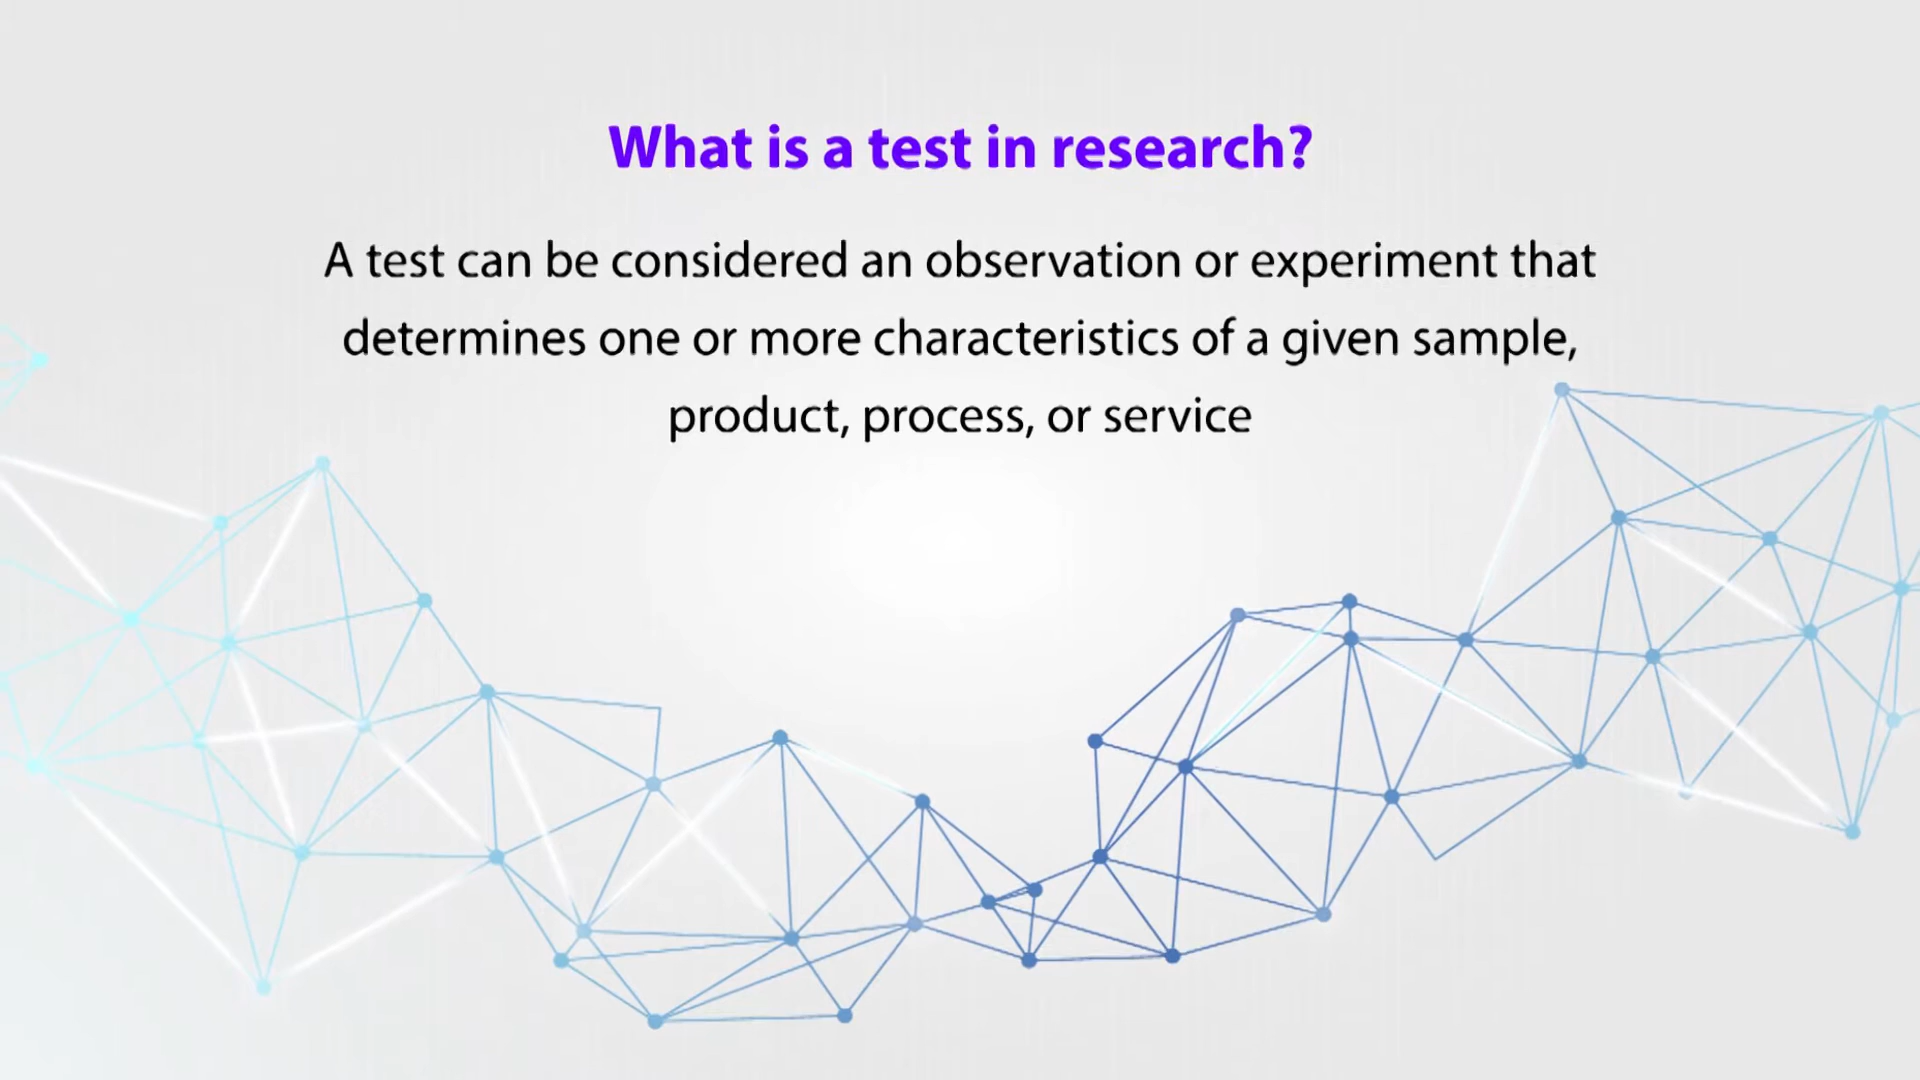 What is a test in research?
A test can be considered an observation or experiment that
determines one or more characteristics of a given sample,
product, process, or service